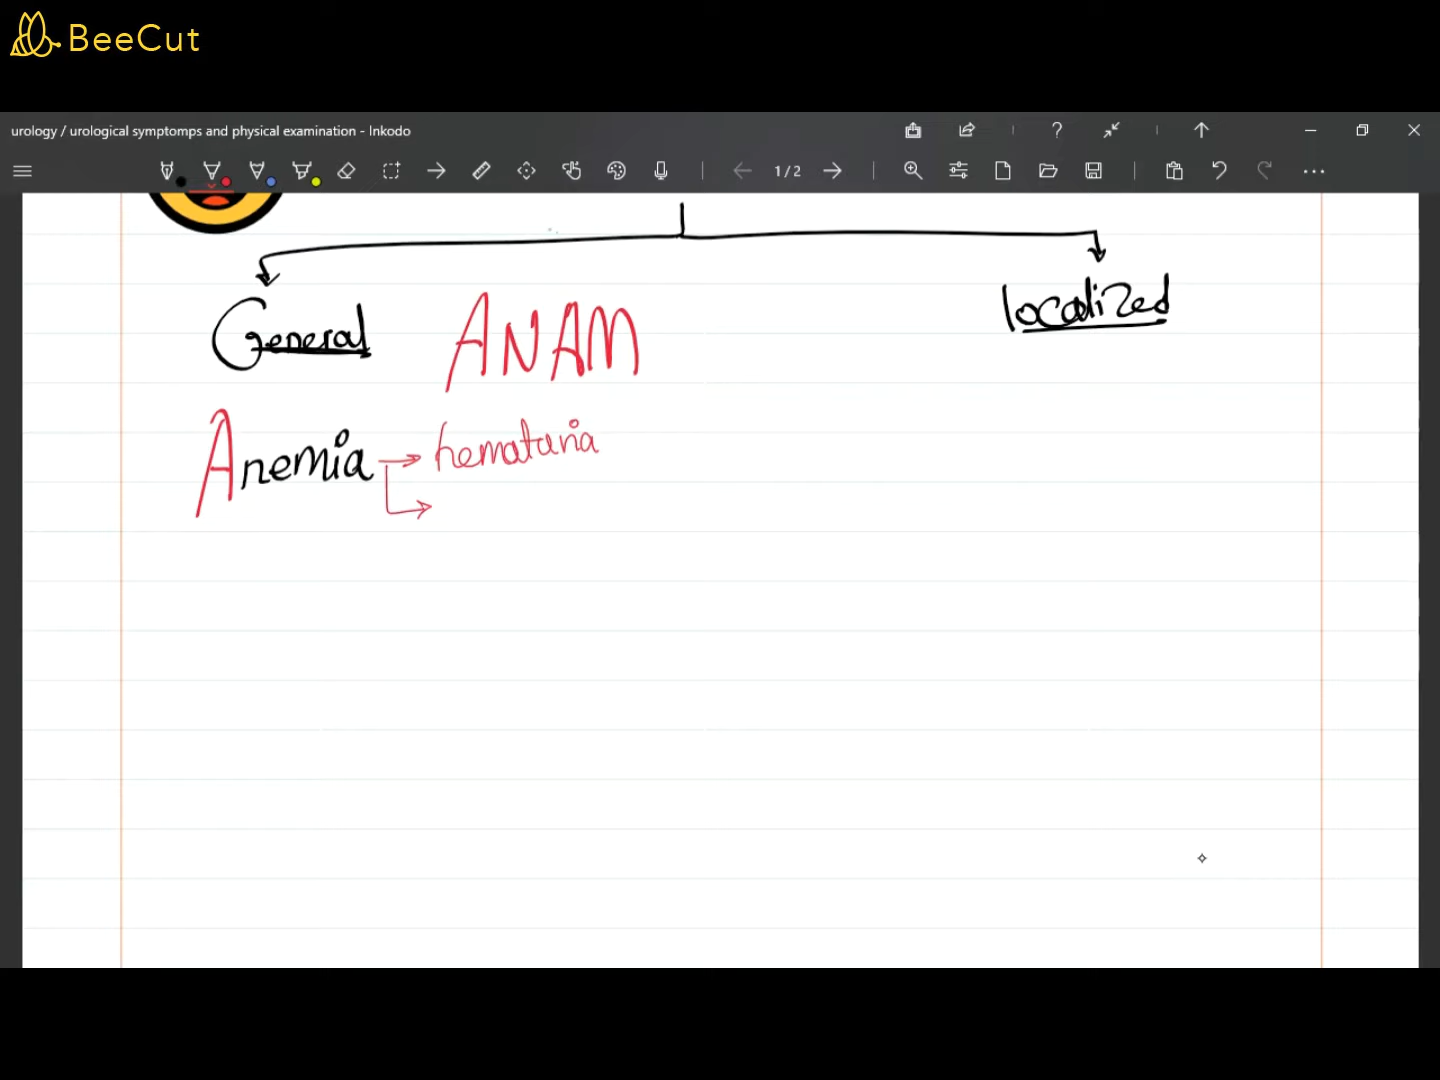 BeeCut
urology / urological symptomps and physical examination - Inkodo
1 / 2
General
ANAM
localized
Anemia
hematuria